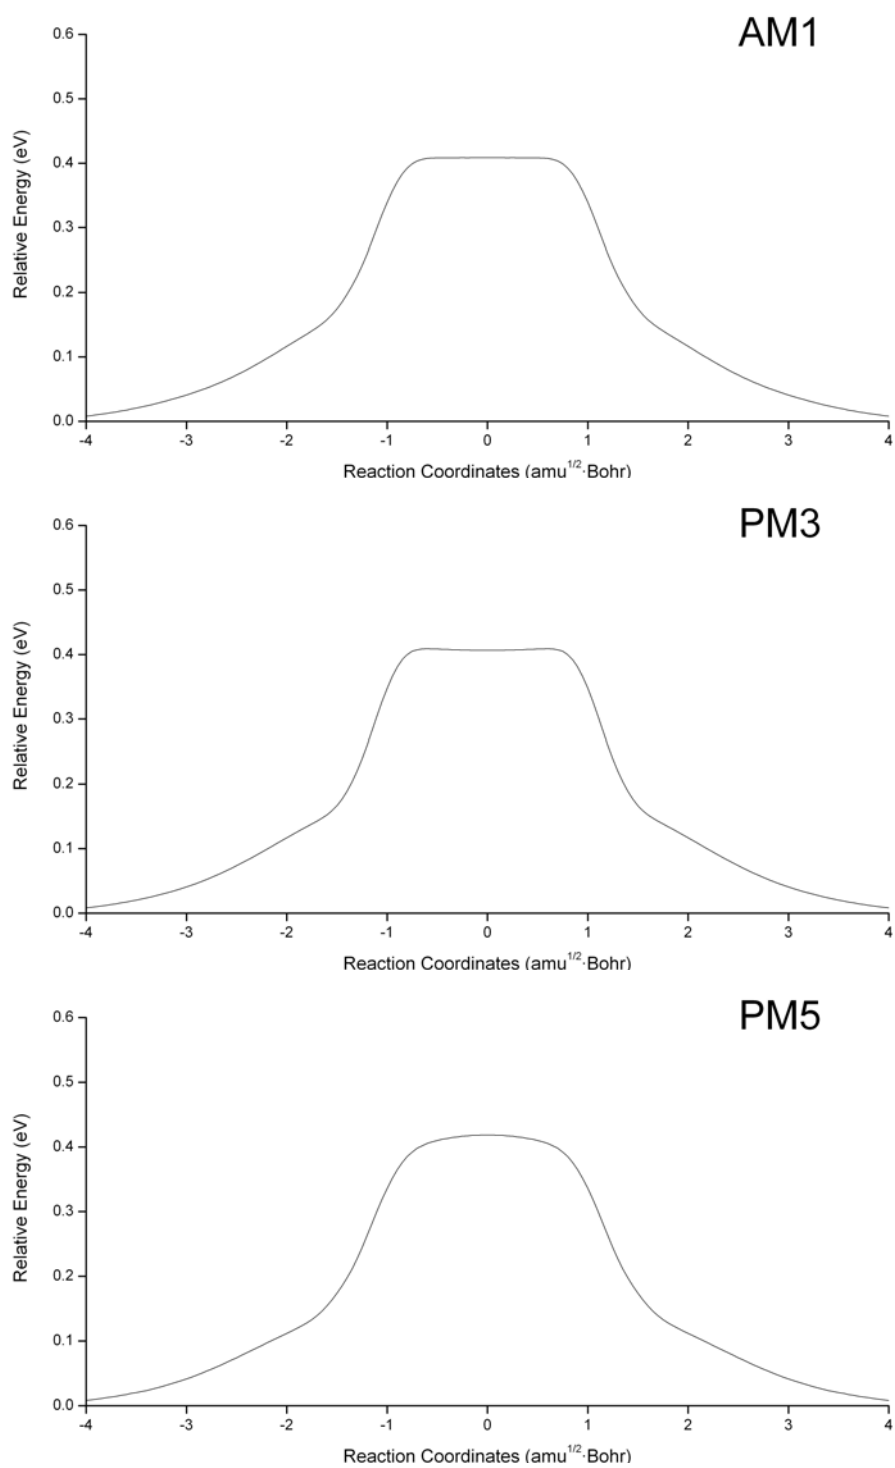 AM1
0.6
0.5
0.4
0.3
0.2
0.1
0.0
Relative Energy (eV)
-4 -3 -2 -1 0 1 2 3 4
Reaction Coordinates (amu^1/2·Bohr)
PM3
0.6
0.5
0.4
0.3
0.2
0.1
0.0
Relative Energy (eV)
-4 -3 -2 -1 0 1 2 3 4
Reaction Coordinates (amu^1/2·Bohr)
PM5
0.6
0.5
0.4
0.3
0.2
0.1
0.0
Relative Energy (eV)
-4 -3 -2 -1 0 1 2 3 4
Reaction Coordinates (amu^1/2·Bohr)